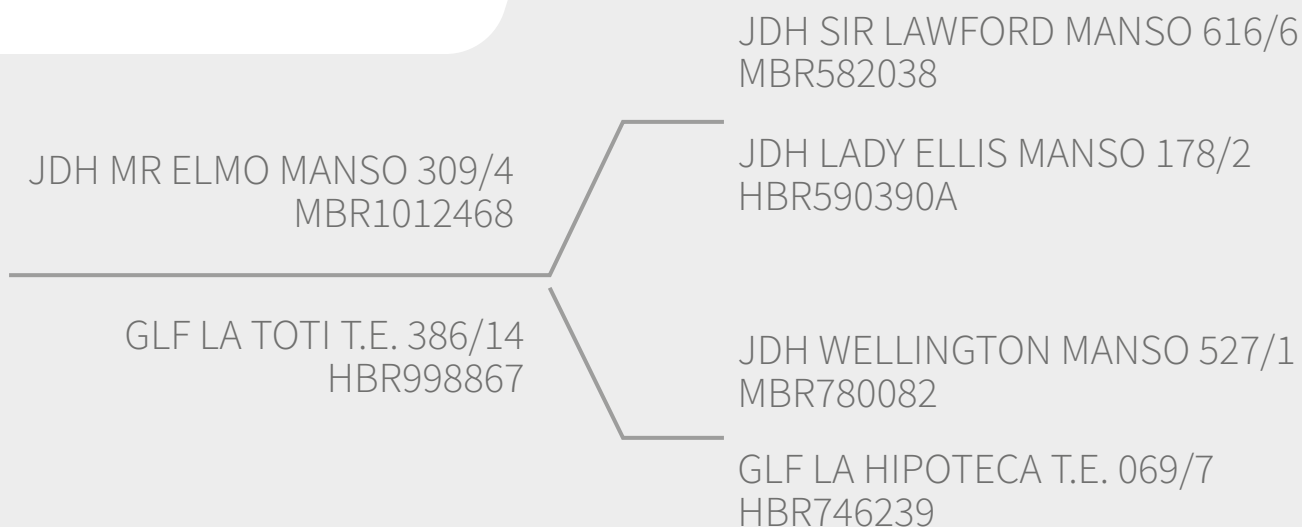 JDH SIR LAWFORD MANSO 616/6
MBR582038
JDH MR ELMO MANSO 309/4
MBR1012468
JDH LADY ELLIS MANSO 178/2
HBR590390A
GLF LA TOTI T.E. 386/14
HBR998867
JDH WELLINGTON MANSO 527/1
MBR780082
GLF LA HIPOTECA T.E. 069/7
HBR746239